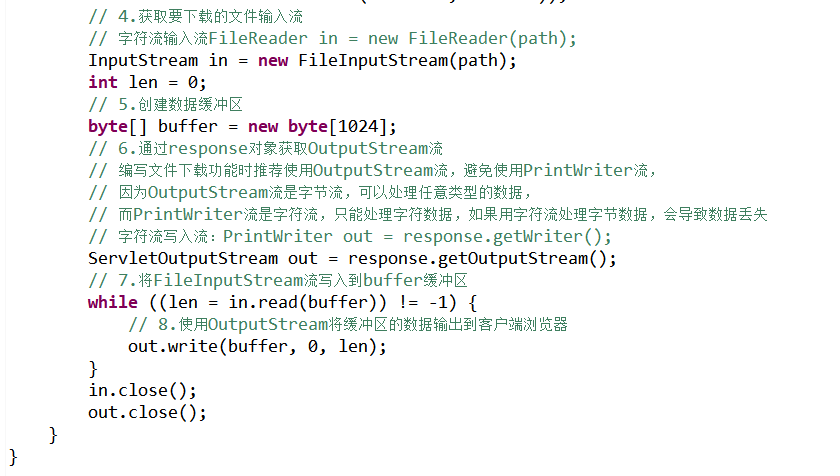 // 4.获取要下载的文件输入流
// 字符流输入流FileReader in = new FileReader(path);
InputStream in = new FileInputStream(path);
int len = 0;
// 5.创建数据缓冲区
byte[] buffer = new byte[1024];
// 6.通过response对象获取OutputStream流
// 编写文件下载功能时推荐使用OutputStream流，避免使用PrintWriter流，
// 因为OutputStream流是字节流，可以处理任意类型的数据，
// 而PrintWriter流是字符流，只能处理字符数据，如果用字符流处理字节数据，会导致数据丢失
// 字符流写入流：PrintWriter out = response.getWriter();
ServletOutputStream out = response.getOutputStream();
// 7.将FileInputStream流写入到buffer缓冲区
while ((len = in.read(buffer)) != -1) {
// 8.使用OutputStream将缓冲区的数据输出到客户端浏览器
out.write(buffer, 0, len);
}
in.close();
out.close();
}
}